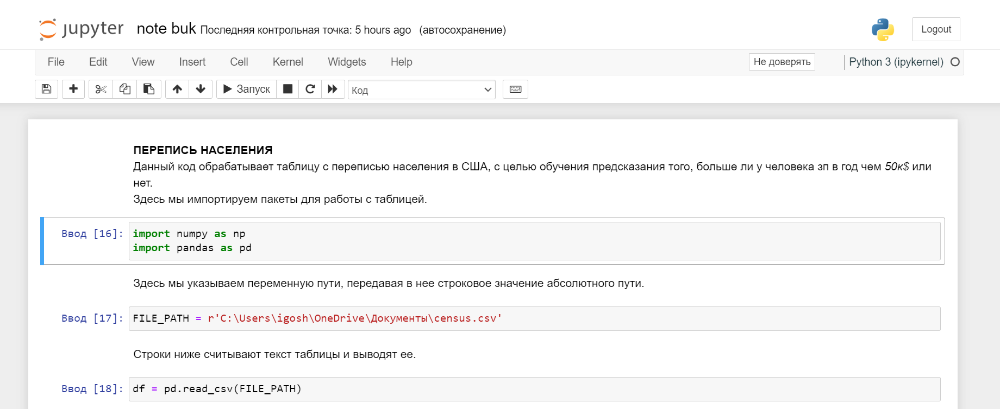 jupyter note buk Последняя контрольная точка: 5 hours ago (автосохранение) Logout
File Edit View Insert Cell Kernel Widgets Help Не доверять Python 3 (ipykernel)
Запуск Код
ПЕРЕПИСЬ НАСЕЛЕНИЯ
Данный код обрабатывает таблицу с переписью населения в США, с целью обучения предсказания того, больше ли у человека зп в год чем 50к$ или
нет.
Здесь мы импортируем пакеты для работы с таблицей.
Ввод [16]: import numpy as np
import pandas as pd
Здесь мы указываем переменную пути, передавая в нее строковое значение абсолютного пути.
Ввод [17]: FILE_PATH = r'C:\Users\igosh\OneDrive\Документы\census.csv'
Строки ниже считывают текст таблицы и выводят ее.
Ввод [18]: df = pd.read_csv(FILE_PATH)